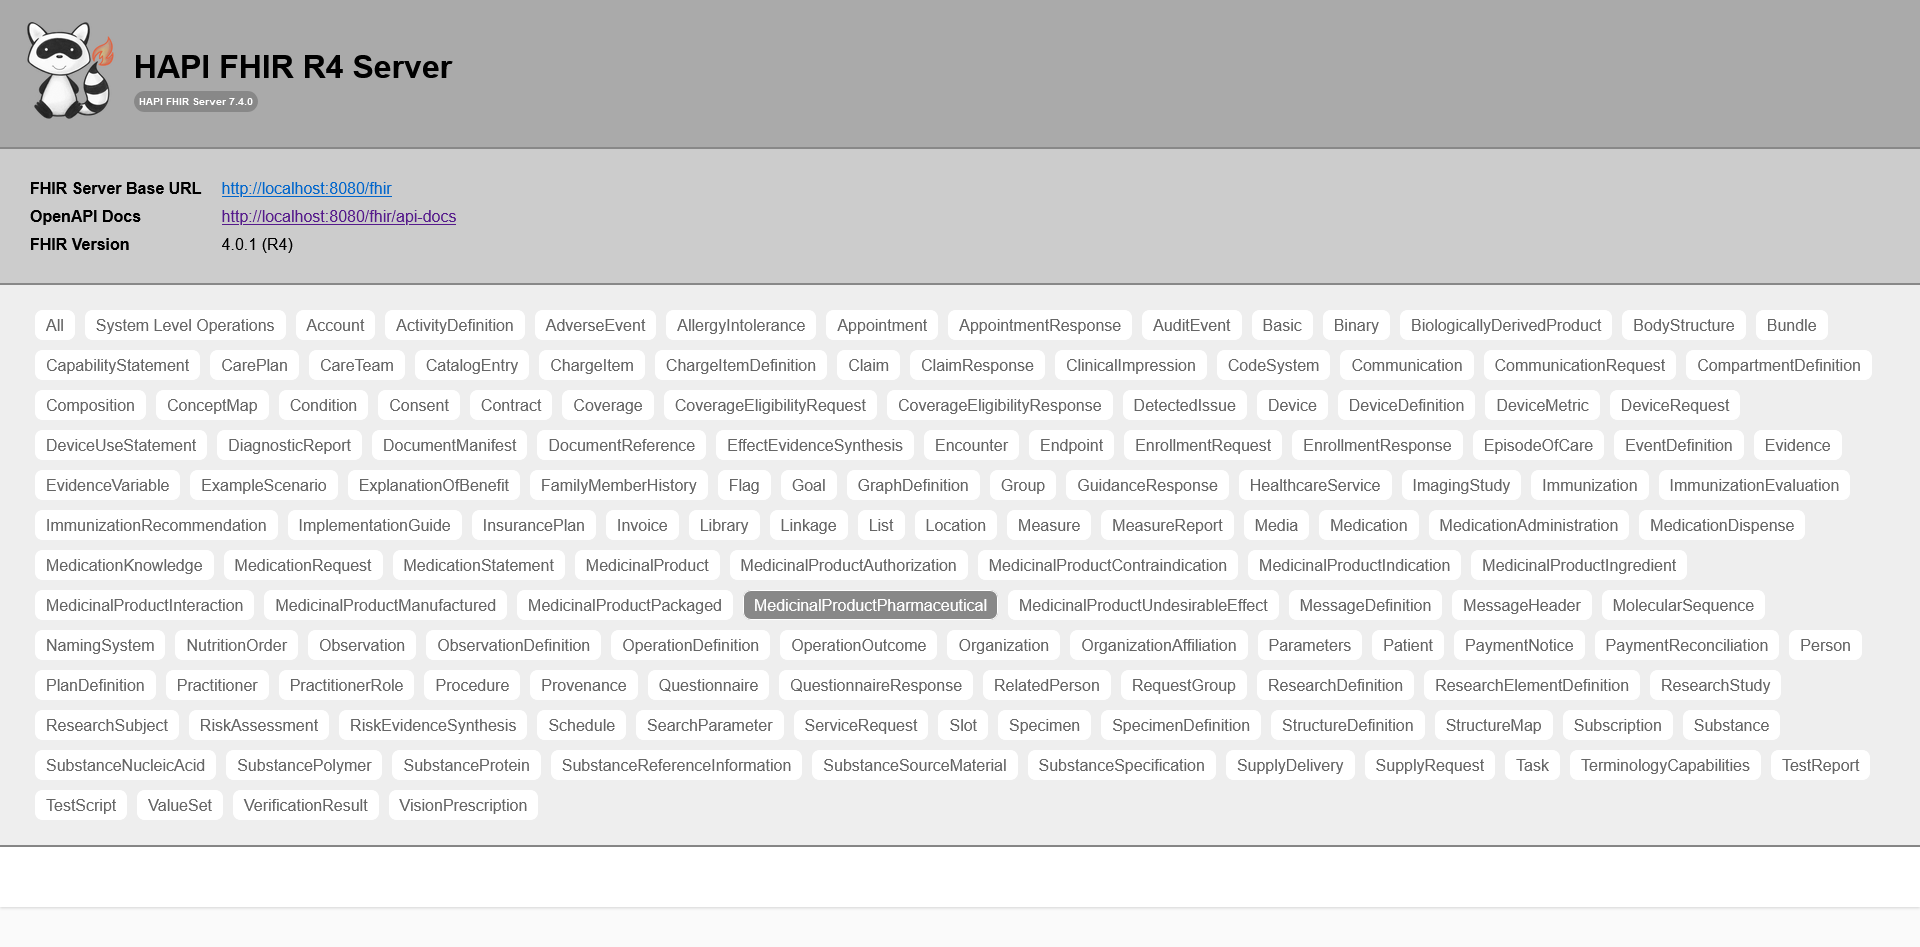 HAPI FHIR R4 Server
HAPI FHIR Server 7.4.0
FHIR Server Base URL http://localhost:8080/fhir
OpenAPI Docs http://localhost:8080/fhir/api-docs
FHIR Version 4.0.1 (R4)
All System Level Operations Account ActivityDefinition AdverseEvent AllergyIntolerance Appointment AppointmentResponse AuditEvent Basic Binary BiologicallyDerivedProduct BodyStructure Bundle
CapabilityStatement CarePlan CareTeam CatalogEntry ChargeItem ChargeItemDefinition Claim ClaimResponse ClinicalImpression CodeSystem Communication CommunicationRequest CompartmentDefinition
Composition ConceptMap Condition Consent Contract Coverage CoverageEligibilityRequest CoverageEligibilityResponse DetectedIssue Device DeviceDefinition DeviceMetric DeviceRequest
DeviceUseStatement DiagnosticReport DocumentManifest DocumentReference EffectEvidenceSynthesis Encounter Endpoint EnrollmentRequest EnrollmentResponse EpisodeOfCare EventDefinition Evidence
EvidenceVariable ExampleScenario ExplanationOfBenefit FamilyMemberHistory Flag Goal GraphDefinition Group GuidanceResponse HealthcareService ImagingStudy Immunization ImmunizationEvaluation
ImmunizationRecommendation ImplementationGuide InsurancePlan Invoice Library Linkage List Location Measure MeasureReport Media Medication MedicationAdministration MedicationDispense
MedicationKnowledge MedicationRequest MedicationStatement MedicinalProduct MedicinalProductAuthorization MedicinalProductContraindication MedicinalProductIndication MedicinalProductIngredient
MedicinalProductInteraction MedicinalProductManufactured MedicinalProductPackaged MedicinalProductPharmaceutical MedicinalProductUndesirableEffect MessageDefinition MessageHeader MolecularSequence
NamingSystem NutritionOrder Observation ObservationDefinition OperationDefinition OperationOutcome Organization OrganizationAffiliation Parameters Patient PaymentNotice PaymentReconciliation Person
PlanDefinition Practitioner PractitionerRole Procedure Provenance Questionnaire QuestionnaireResponse RelatedPerson RequestGroup ResearchDefinition ResearchElementDefinition ResearchStudy
ResearchSubject RiskAssessment RiskEvidenceSynthesis Schedule SearchParameter ServiceRequest Slot Specimen SpecimenDefinition StructureDefinition StructureMap Subscription Substance
SubstanceNucleicAcid SubstancePolymer SubstanceProtein SubstanceReferenceInformation SubstanceSourceMaterial SubstanceSpecification SupplyDelivery SupplyRequest Task TerminologyCapabilities TestReport
TestScript ValueSet VerificationResult VisionPrescription